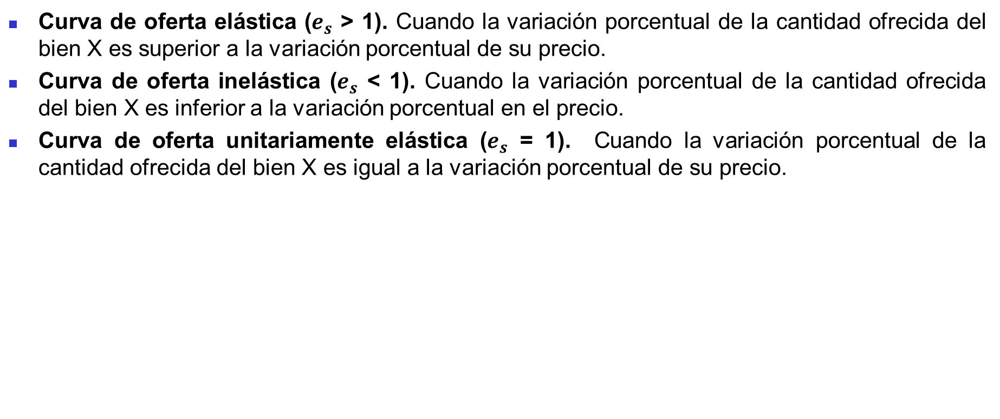 ▪ Curva de oferta elástica (𝒆𝒔 > 1). Cuando la variación porcentual de la cantidad ofrecida del
bien X es superior a la variación porcentual de su precio.
▪ Curva de oferta inelástica (𝒆𝒔 < 1). Cuando la variación porcentual de la cantidad ofrecida
del bien X es inferior a la variación porcentual en el precio.
▪ Curva de oferta unitariamente elástica (𝒆𝒔 = 1). Cuando la variación porcentual de la
cantidad ofrecida del bien X es igual a la variación porcentual de su precio.